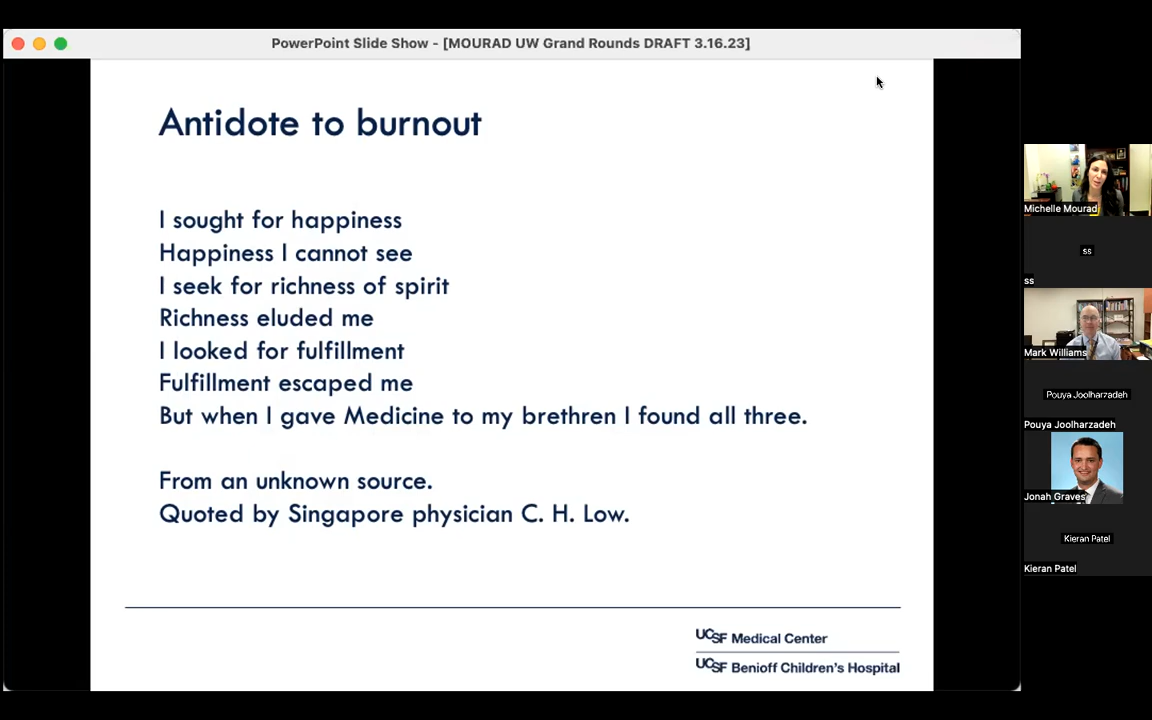 PowerPoint Slide Show - [MOURAD UW Grand Rounds DRAFT 3.16.23]
Antidote to burnout
I sought for happiness
Happiness I cannot see
I seek for richness of spirit
Richness eluded me
I looked for fulfillment
Fulfillment escaped me
But when I gave Medicine to my brethren I found all three.
From an unknown source.
Quoted by Singapore physician C. H. Low.
UCSF Medical Center
UCSF Benioff Children's Hospital
Michelle Mourad
ss
ss
Mark Williams
Pouya Joolharzadeh
Pouya Joolharzadeh
Jonah Graves
Kieran Patel
Kieran Patel